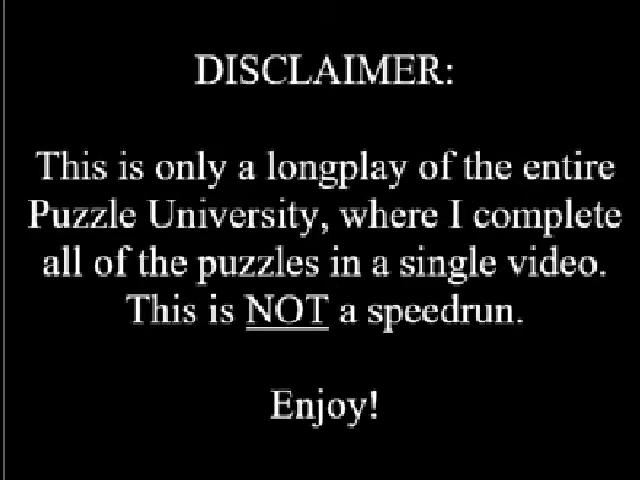 DISCLAIMER:
This is only a longplay of the entire
Puzzle University, where I complete
all of the puzzles in a single video.
This is NOT a speedrun.
Enjoy!